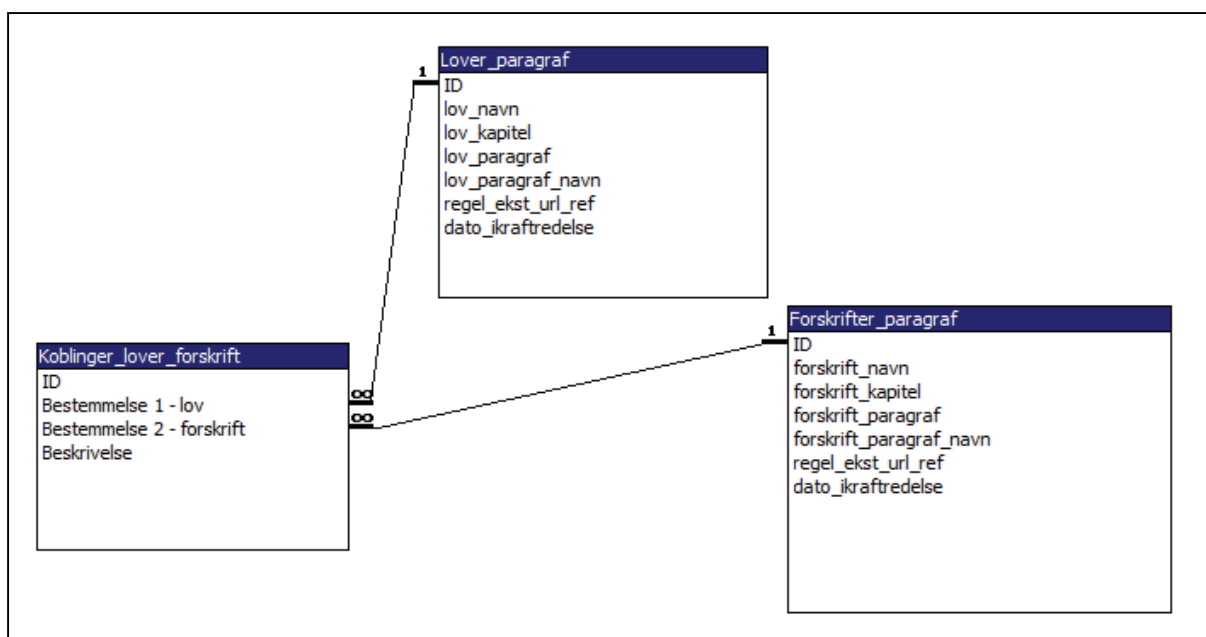 Lover_paragraf
1
ID
lov_navn
lov_kapitel
lov_paragraf
lov_paragraf_navn
regel_ekst_url_ref
dato_ikraftredelse
Forskrifter_paragraf
1
ID
forskrift_navn
forskrift_kapitel
forskrift_paragraf
forskrift_paragraf_navn
regel_ekst_url_ref
dato_ikraftredelse
Koblinger_lover_forskrift
ID
Bestemmelse 1 - lov
∞
Bestemmelse 2 - forskrift
∞
Beskrivelse